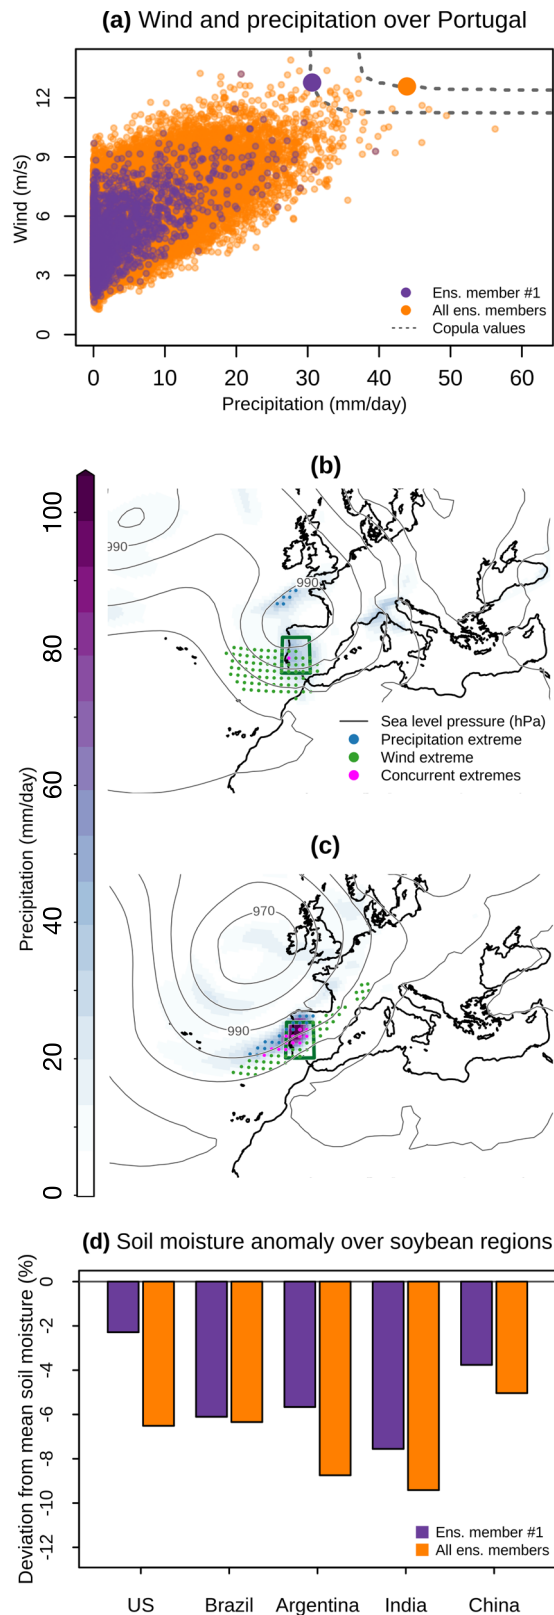 (a) Wind and precipitation over Portugal
Wind (m/s)
12
9
6
3
0
Ens. member #1
All ens. members
Copula values
0 10 20 30 40 50 60
Precipitation (mm/day)
(b)
Precipitation (mm/day)
100
80
60
40
20
0
990
990
Sea level pressure (hPa)
Precipitation extreme
Wind extreme
Concurrent extremes
(c)
970
990
(d) Soil moisture anomaly over soybean regions
Deviation from mean soil moisture (%)
0
-2
-4
-6
-8
-10
-12
Ens. member #1
All ens. members
US Brazil Argentina India China